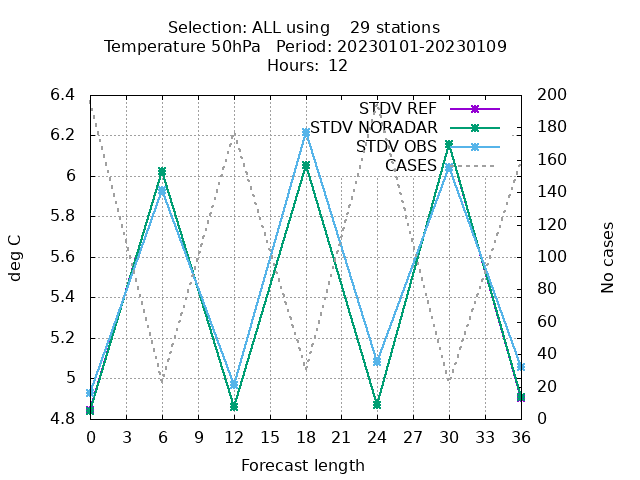 Selection: ALL using    29 stations
Temperature 50hPa   Period: 20230101-20230109
Hours:  12
STDV REF
STDV NORADAR
STDV OBS
CASES
deg C
6.4
6.2
6
5.8
5.6
5.4
5.2
5
4.8
200
180
160
140
120
100
80
60
40
20
0
No cases
0 3 6 9 12 15 18 21 24 27 30 33 36
Forecast length